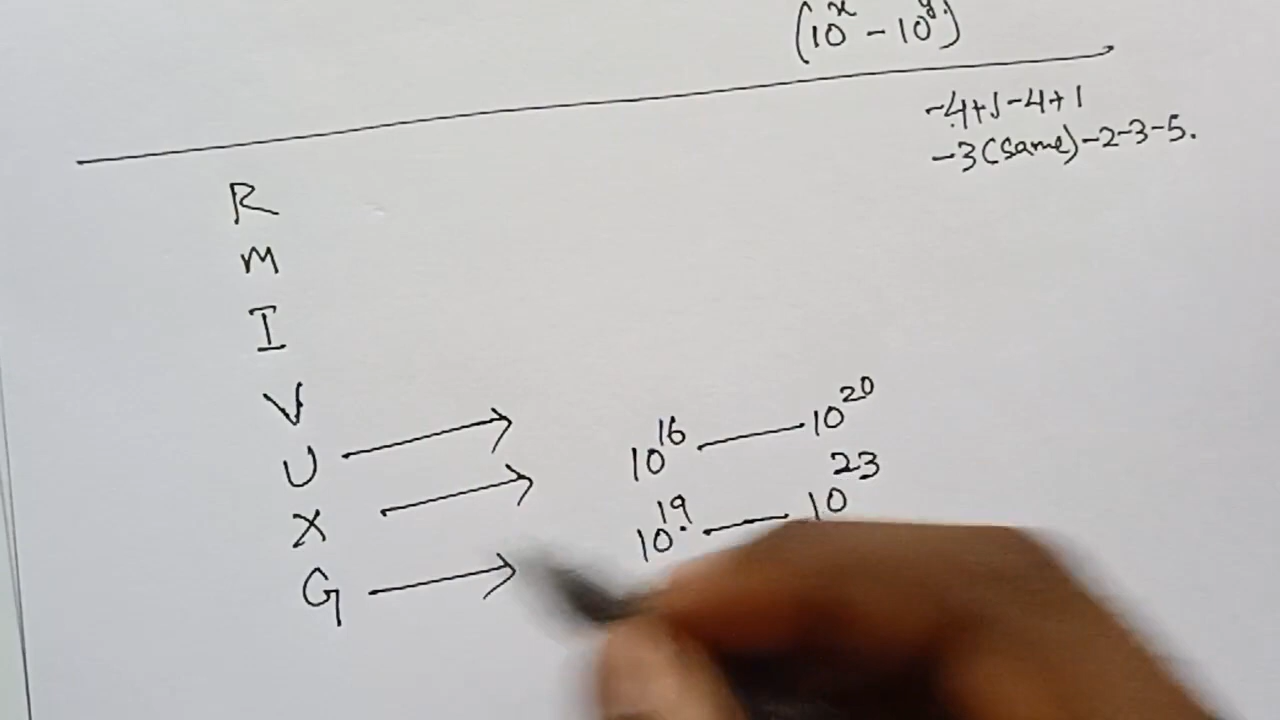 (10^x - 10^y)
-4+1-4+1
-3(same)-2-3-5.
R
M
I
V
U → 10^16 — 10^20
X → 10^19 — 10^23
G →